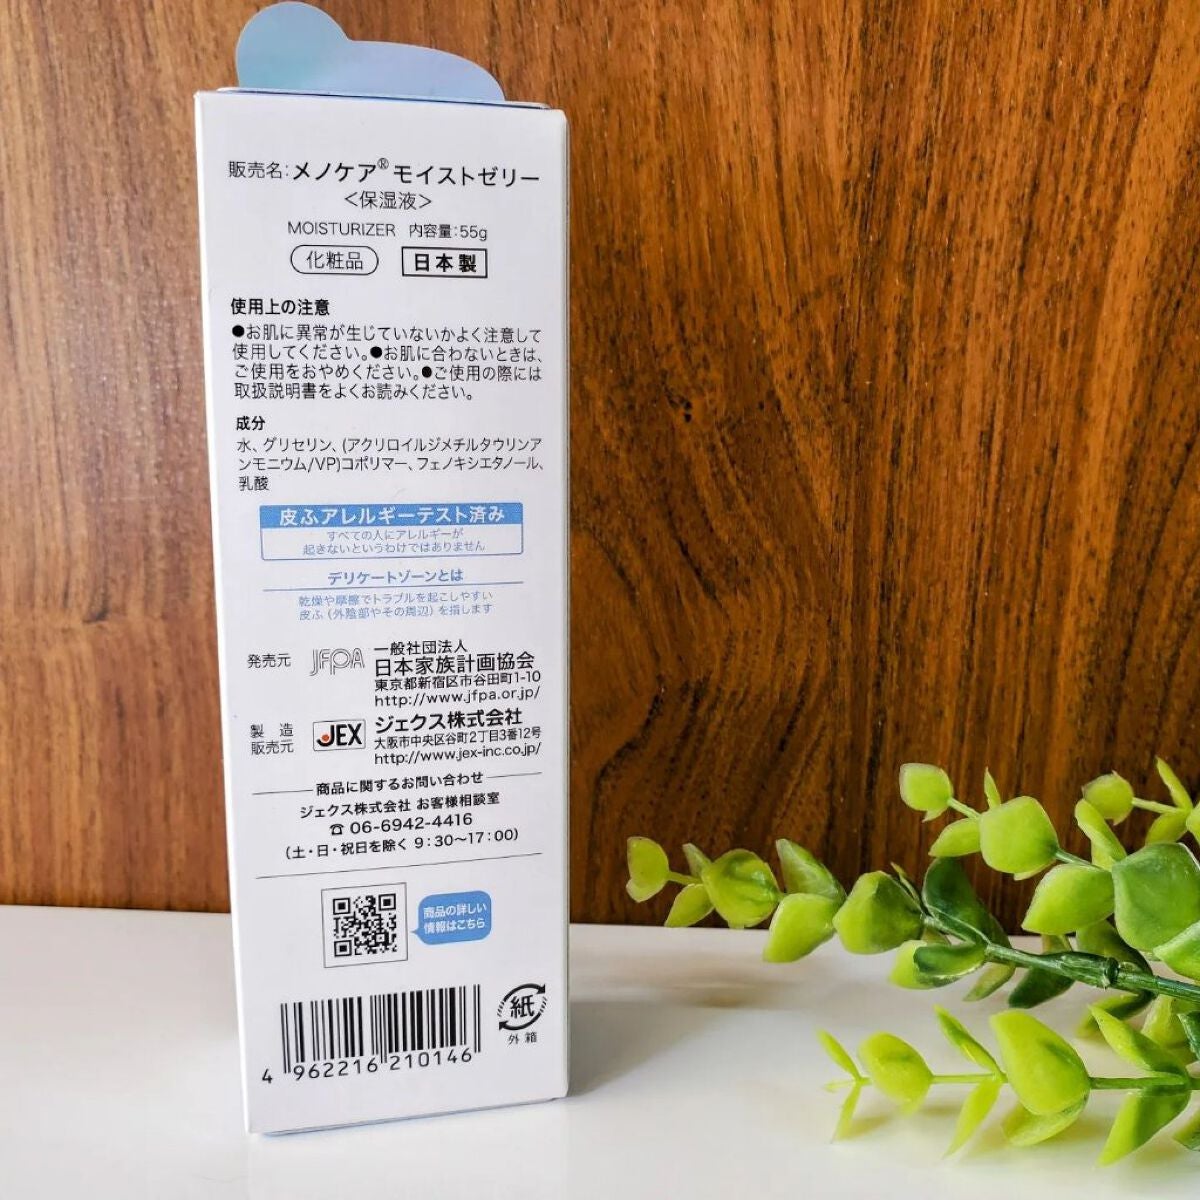 販売名:メノケア®モイストゼリー
<保湿液>
MOISTURIZER 内容量:55g
化粧品 日本製
使用上の注意
●お肌に異常が生じていないかよく注意して
使用してください。●お肌に合わないときは、
ご使用をおやめください。●ご使用の際には
取扱説明書をよくお読みください。
成分
水、グリセリン、(アクリロイルジメチルタウリンア
ンモニウム/VP)コポリマー、フェノキシエタノール、
乳酸
皮ふアレルギーテスト済み
すべての人にアレルギーが
起きないというわけではありません
デリケートゾーンとは
乾燥や摩擦でトラブルを起こしやすい
皮ふ(外陰部やその周辺)を指します
発売元 JFPA 一般社団法人
日本家族計画協会
東京都新宿区市谷田町1-10
http://www.jfpa.or.jp/
製造販売元 JEX ジェクス株式会社
大阪市中央区谷町2丁目3番12号
http://www.jex-inc.co.jp/
商品に関するお問い合わせ
ジェクス株式会社 お客様相談室
☎ 06-6942-4416
(土・日・祝日を除く 9:30〜17:00)
商品の詳しい
情報はこちら
紙
外箱
4 962216 210146